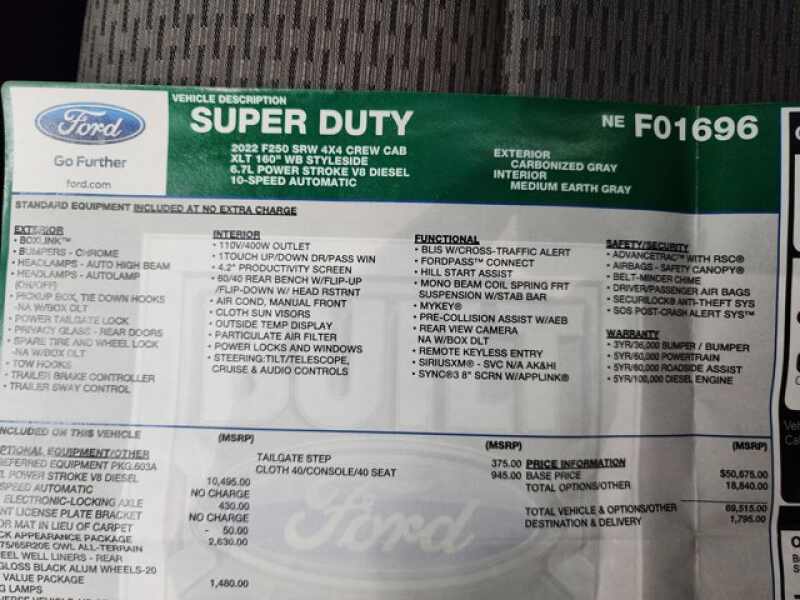 Ford
Go Further
ford.com
VEHICLE DESCRIPTION
SUPER DUTY
2022 F250 SRW 4X4 CREW CAB
XLT 160" WB STYLESIDE
6.7L POWER STROKE V8 DIESEL
10-SPEED AUTOMATIC
NE F01696
EXTERIOR
CARBONIZED GRAY
INTERIOR
MEDIUM EARTH GRAY
STANDARD EQUIPMENT INCLUDED AT NO EXTRA CHARGE
EXTERIOR
• BOXLINK™
• BUMPERS - CHROME
• HEADLAMPS - AUTO HIGH BEAM
• HEADLAMPS - AUTOLAMP
(ON/OFF)
• PICKUP BOX, TIE DOWN HOOKS
-NA W/BOX DLT
• POWER TAILGATE LOCK
• PRIVACY GLASS - REAR DOORS
• SPARE TIRE AND WHEEL LOCK
-NA W/BOX DLT
• TOW HOOKS
• TRAILER BRAKE CONTROLLER
• TRAILER SWAY CONTROL
INTERIOR
• 110V/400W OUTLET
• 1TOUCH UP/DOWN DR/PASS WIN
• 4.2" PRODUCTIVITY SCREEN
• 60/40 REAR BENCH W/FLIP-UP
/FLIP-DOWN W/ HEAD RSTRNT
• AIR COND, MANUAL FRONT
• CLOTH SUN VISORS
• OUTSIDE TEMP DISPLAY
• PARTICULATE AIR FILTER
• POWER LOCKS AND WINDOWS
• STEERING:TILT/TELESCOPE,
CRUISE & AUDIO CONTROLS
FUNCTIONAL
• BLIS W/CROSS-TRAFFIC ALERT
• FORDPASS™ CONNECT
• HILL START ASSIST
• MONO BEAM COIL SPRING FRT
SUSPENSION W/STAB BAR
• MYKEY®
• PRE-COLLISION ASSIST W/AEB
• REAR VIEW CAMERA
NA W/BOX DLT
• REMOTE KEYLESS ENTRY
• SIRIUSXM® - SVC N/A AK&HI
• SYNC®3 8" SCRN W/APPLINK®
SAFETY/SECURITY
• ADVANCETRAC™ WITH RSC®
• AIRBAGS - SAFETY CANOPY®
• BELT-MINDER CHIME
• DRIVER/PASSENGER AIR BAGS
• SECURILOCK® ANTI-THEFT SYS
• SOS POST-CRASH ALERT SYS™
WARRANTY
• 3YR/36,000 BUMPER / BUMPER
• 5YR/60,000 POWERTRAIN
• 5YR/60,000 ROADSIDE ASSIST
• 5YR/100,000 DIESEL ENGINE
INCLUDED ON THIS VEHICLE
(MSRP)
OPTIONAL EQUIPMENT/OTHER
PREFERRED EQUIPMENT PKG.603A
POWER STROKE V8 DIESEL 10,495.00
SPEED AUTOMATIC NO CHARGE
ELECTRONIC-LOCKING AXLE 430.00
LICENSE PLATE BRACKET NO CHARGE
MAT IN LIEU OF CARPET - 50.00
APPEARANCE PACKAGE 2,630.00
75/65R20E OWL ALL-TERRAIN
WHEEL WELL LINERS - REAR
GLOSS BLACK ALUM WHEELS-20
VALUE PACKAGE 1,480.00
LAMPS
(MSRP)
TAILGATE STEP 375.00
CLOTH 40/CONSOLE/40 SEAT 945.00
PRICE INFORMATION
(MSRP)
BASE PRICE $50,675.00
TOTAL OPTIONS/OTHER 18,840.00
TOTAL VEHICLE & OPTIONS/OTHER 69,515.00
DESTINATION & DELIVERY 1,795.00
BUILT
Ford